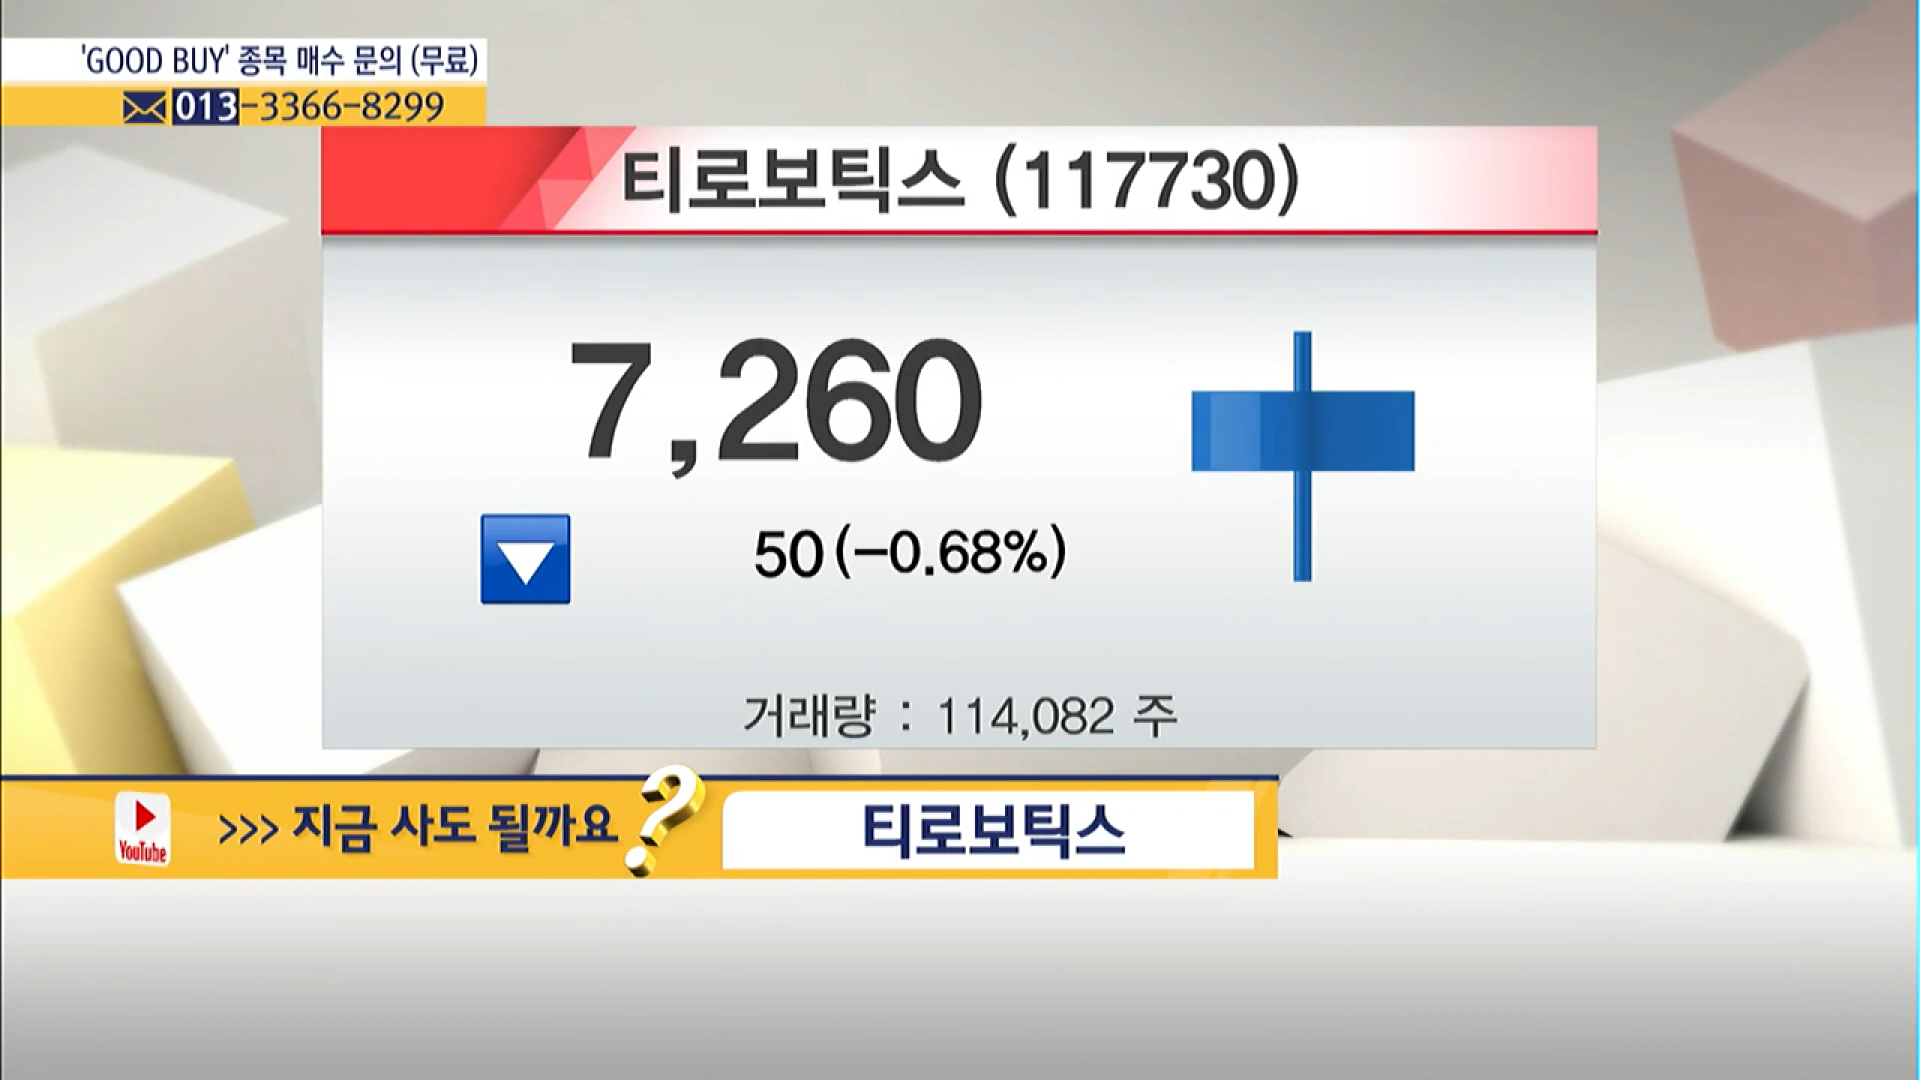 'GOOD BUY' 종목 매수 문의 (무료)
013-3366-8299
티로보틱스 (117730)
7,260
50 (-0.68%)
거래량 : 114,082 주
YouTube
>>> 지금 사도 될까요?
티로보틱스